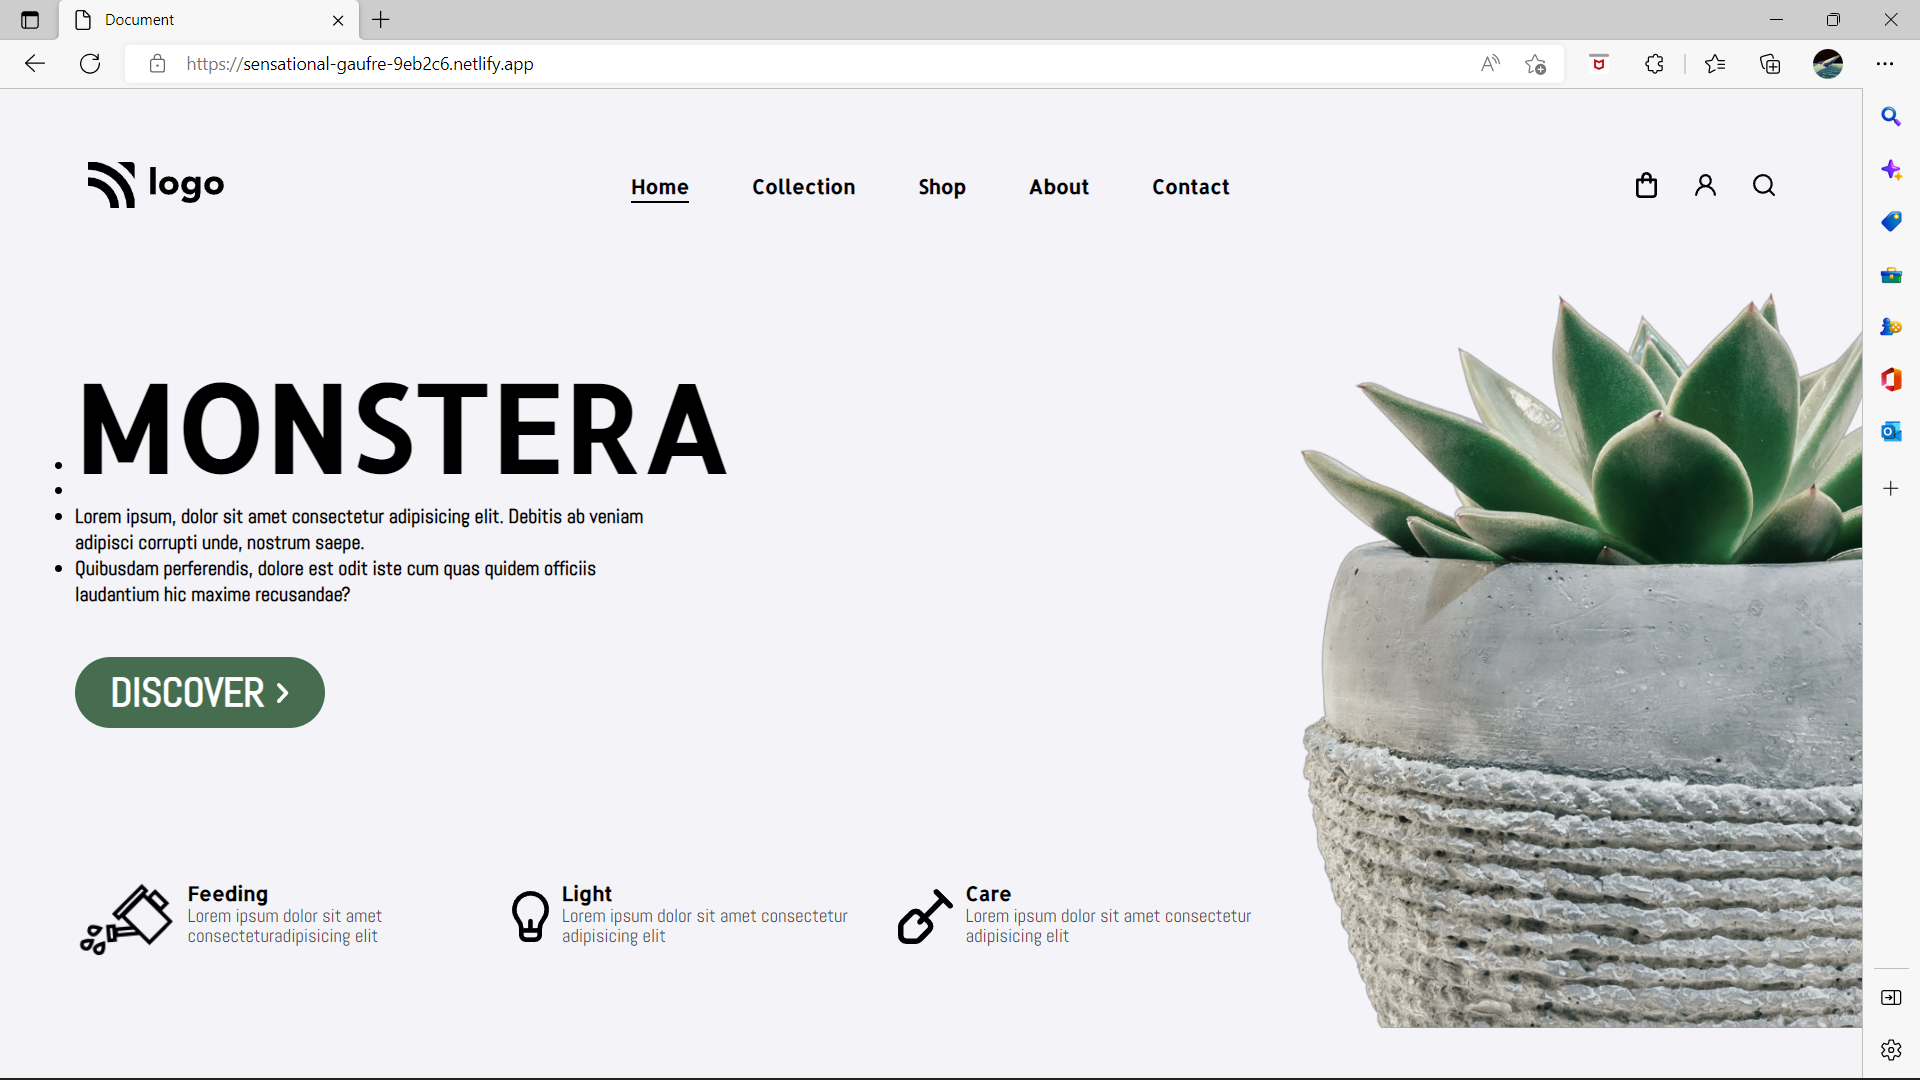 Document
https://sensational-gaufre-9eb2c6.netlify.app
logo
Home Collection Shop About Contact
MONSTERA
Lorem ipsum, dolor sit amet consectetur adipisicing elit. Debitis ab veniam
adipisci corrupti unde, nostrum saepe.
Quibusdam perferendis, dolore est odit iste cum quas quidem officiis
laudantium hic maxime recusandae?
DISCOVER
Feeding
Lorem ipsum dolor sit amet
consecteturadipisicing elit
Light
Lorem ipsum dolor sit amet consectetur
adipisicing elit
Care
Lorem ipsum dolor sit amet consectetur
adipisicing elit